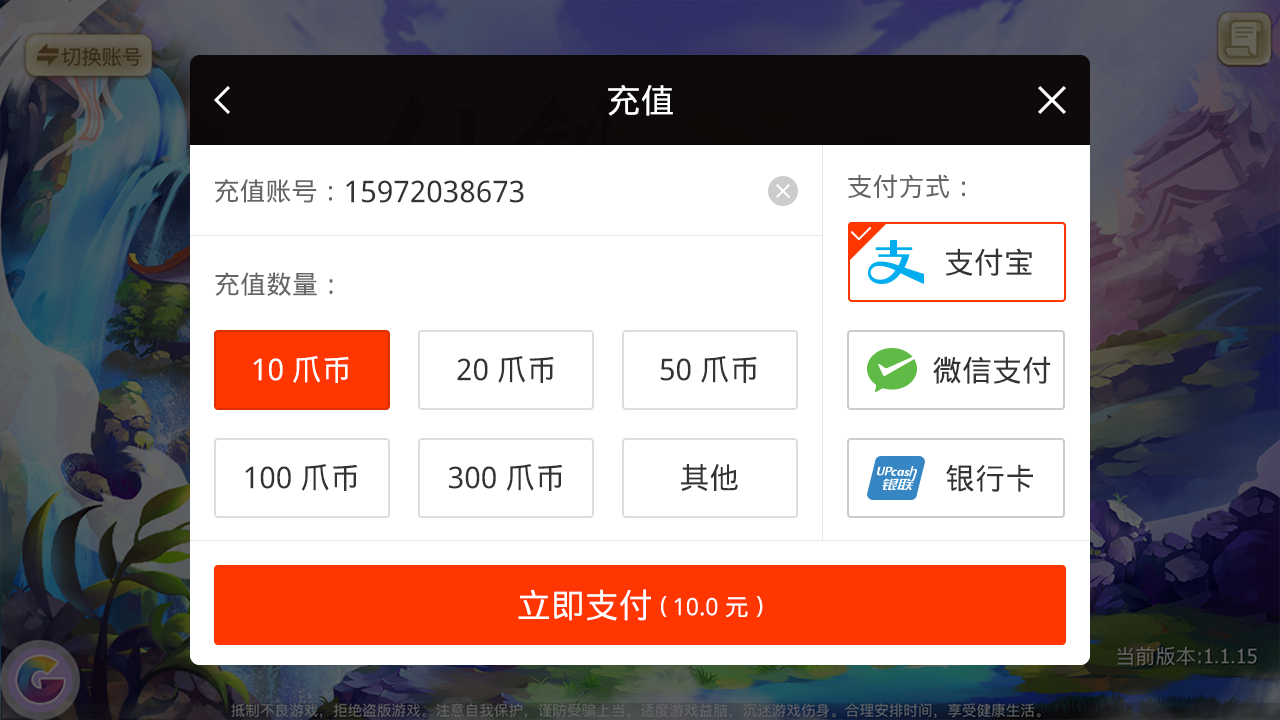 切换账号
充值
充值账号：15972038673
支付方式：
支付宝
充值数量：
10 爪币
20 爪币
50 爪币
微信支付
100 爪币
300 爪币
其他
UPcash
银联
银行卡
立即支付（10.0 元）
当前版本:1.1.15
抵制不良游戏，拒绝盗版游戏。注意自我保护，谨防受骗上当。适度游戏益脑，沉迷游戏伤身。合理安排时间，享受健康生活。